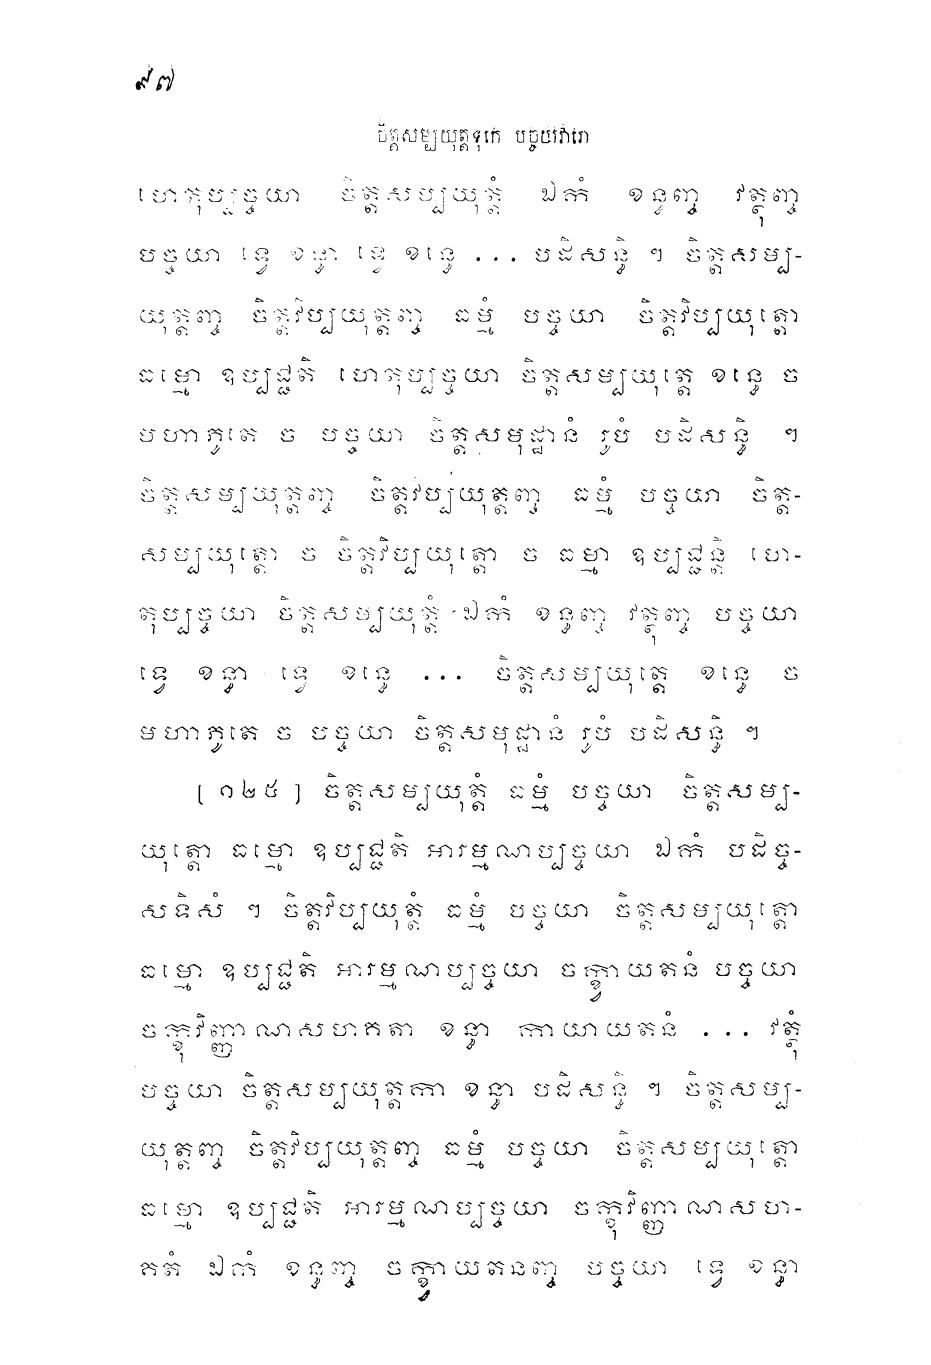 ៩៧
ចិត្តសម្បយុត្តទុកេ បច្ចយវារោ
ហេតុប្បច្ចយា ចិត្តសម្បយុត្តំ ឯកំ ខន្ធញ្ច វត្ថុញ្ច
បច្ចយា ទ្វេ ខន្ធា ទ្វេ ខន្ធេ ... បដិសន្ធិ ។ ចិត្តសម្ប-
យុត្តញ្ច ចិត្តវិប្បយុត្តញ្ច ធម្មំ បច្ចយា ចិត្តវិប្បយុត្តោ
ធម្មោ ឧប្បជ្ជតិ ហេតុប្បច្ចយា ចិត្តសម្បយុត្តេ ខន្ធេ ច
មហាភូតេ ច បច្ចយា ចិត្តសមុដ្ឋានំ រូបំ បដិសន្ធិ ។
ចិត្តសម្បយុត្តញ្ច ចិត្តវិប្បយុត្តញ្ច ធម្មំ បច្ចយា ចិត្ត-
សម្បយុត្តោ ច ចិត្តវិប្បយុត្តោ ច ធម្មា ឧប្បជ្ជន្តិ ហេ-
តុប្បច្ចយា ចិត្តសម្បយុត្តំ ឯកំ ខន្ធញ្ច វត្ថុញ្ច បច្ចយា
ទ្វេ ខន្ធា ទ្វេ ខន្ធេ ... ចិត្តសម្បយុត្តេ ខន្ធេ ច
មហាភូតេ ច បច្ចយា ចិត្តសមុដ្ឋានំ រូបំ បដិសន្ធិ ។
[ ១២៥ ] ចិត្តសម្បយុត្តំ ធម្មំ បច្ចយា ចិត្តសម្ប-
យុត្តោ ធម្មោ ឧប្បជ្ជតិ អារម្មណប្បច្ចយា ឯកំ បដិច្ច-
សទិសំ ។ ចិត្តវិប្បយុត្តំ ធម្មំ បច្ចយា ចិត្តសម្បយុត្តោ
ធម្មោ ឧប្បជ្ជតិ អារម្មណប្បច្ចយា ចក្ខ្វាយតនំ បច្ចយា
ចក្ខុវិញ្ញាណសហគតា ខន្ធា កាយាយតនំ ... វត្ថុំ
បច្ចយា ចិត្តសម្បយុត្តកា ខន្ធា បដិសន្ធិ ។ ចិត្តសម្ប-
យុត្តញ្ច ចិត្តវិប្បយុត្តញ្ច ធម្មំ បច្ចយា ចិត្តសម្បយុត្តោ
ធម្មោ ឧប្បជ្ជតិ អារម្មណប្បច្ចយា ចក្ខុវិញ្ញាណសហ-
គតំ ឯកំ ខន្ធញ្ច ចក្ខ្វាយតនញ្ច បច្ចយា ទ្វេ ខន្ធា